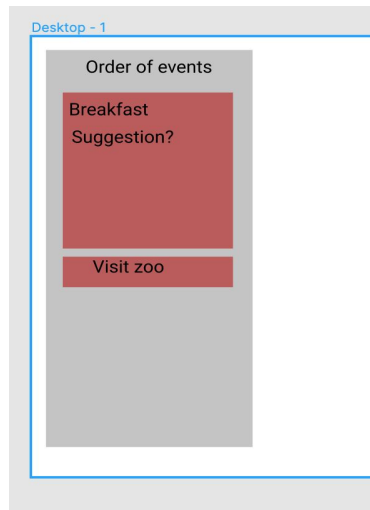 Desktop - 1
Order of events
Breakfast
Suggestion?
Visit zoo